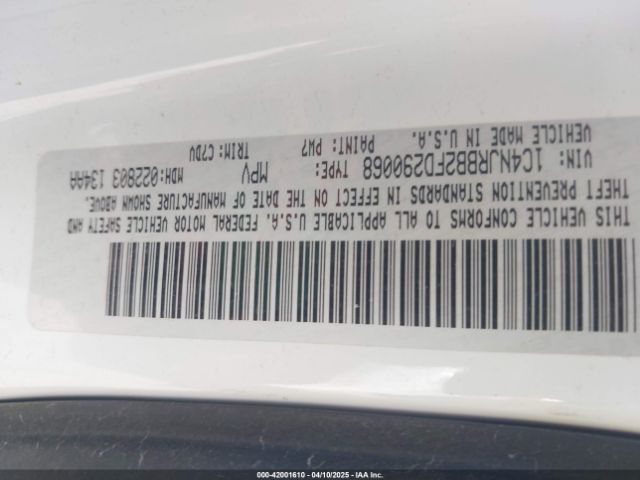 THIS VEHICLE CONFORMS TO ALL APPLICABLE U.S.A. FEDERAL MOTOR VEHICLE SAFETY AND
THEFT PREVENTION STANDARDS IN EFFECT ON THE DATE OF MANUFACTURE SHOWN ABOVE.
VIN: 1C4NJRBB2FD290068 TYPE: MPV MDH:022803 134AA
VEHICLE MADE IN U.S.A. PAINT: PW7 TRIM: C7DV
000-42001610 04/10/2025 IAA Inc.